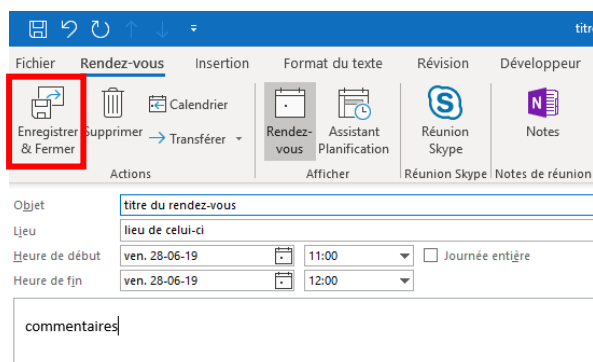 titre
Fichier Rendez-vous Insertion Format du texte Révision Développeur
Enregistrer & Fermer
Supprimer
Calendrier
Transférer
Rendez-vous
Assistant Planification
Réunion Skype
Notes
Actions Afficher Réunion Skype Notes de réunion
Objet titre du rendez-vous
Lieu lieu de celui-ci
Heure de début ven. 28-06-19 11:00 Journée entière
Heure de fin ven. 28-06-19 12:00
commentaires